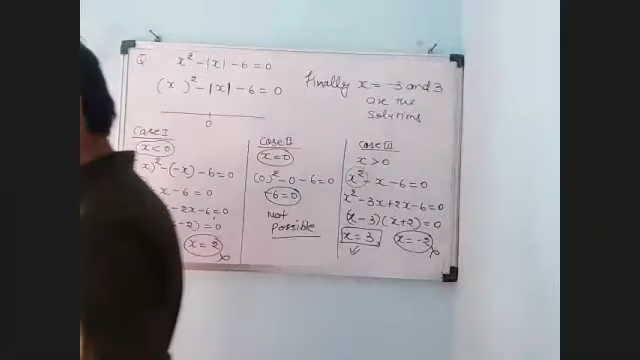 Q x² - |x| - 6 = 0
(x )² - |x| - 6 = 0
Finally x = -3 and 3
are the
solutions
0
Case I
x < 0
x)² - (-x) - 6 = 0
x - 6 = 0
- 2x - 6 = 0
- 2) = 0
x = 2
Case II
x = 0
(0)² - 0 - 6 = 0
-6 = 0
Not
possible
Case III
x > 0
x² - x - 6 = 0
x² - 3x + 2x - 6 = 0
(x - 3)(x + 2) = 0
x = 3 x = -2